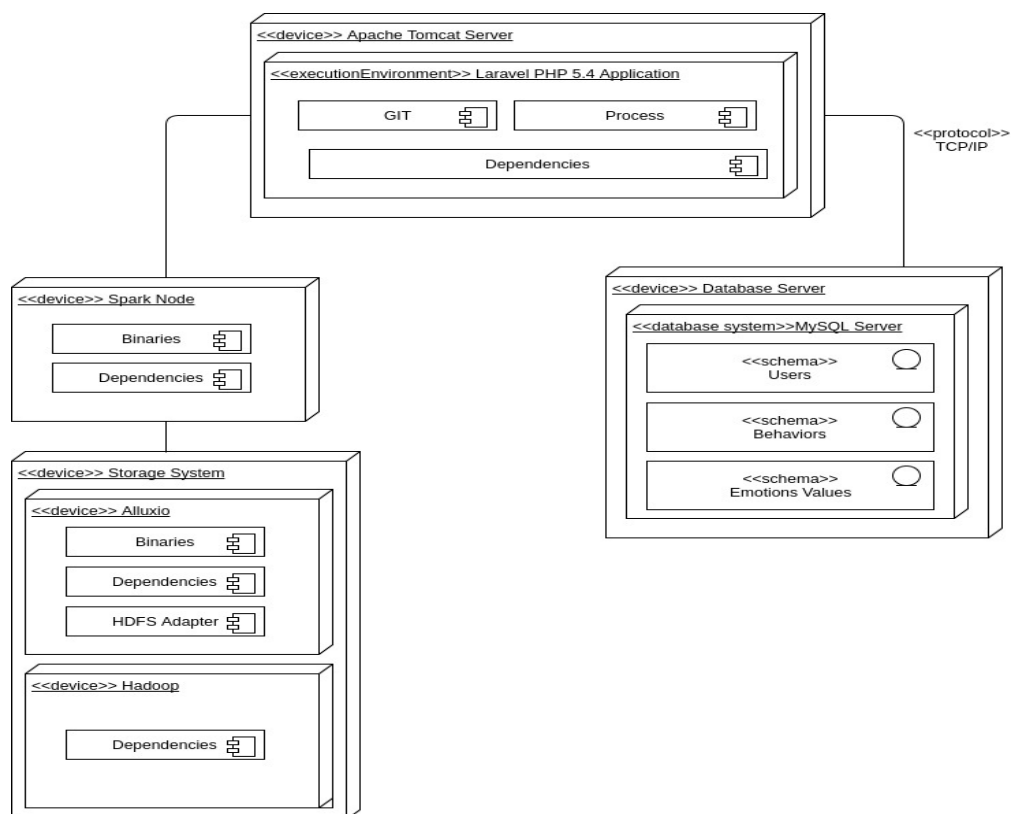 <<device>> Apache Tomcat Server
<<executionEnvironment>> Laravel PHP 5.4 Application
GIT
Process
Dependencies
<<protocol>>
TCP/IP
<<device>> Spark Node
Binaries
Dependencies
<<device>> Database Server
<<database system>>MySQL Server
<<schema>>
Users
<<schema>>
Behaviors
<<schema>>
Emotions Values
<<device>> Storage System
<<device>> Alluxio
Binaries
Dependencies
HDFS Adapter
<<device>> Hadoop
Dependencies